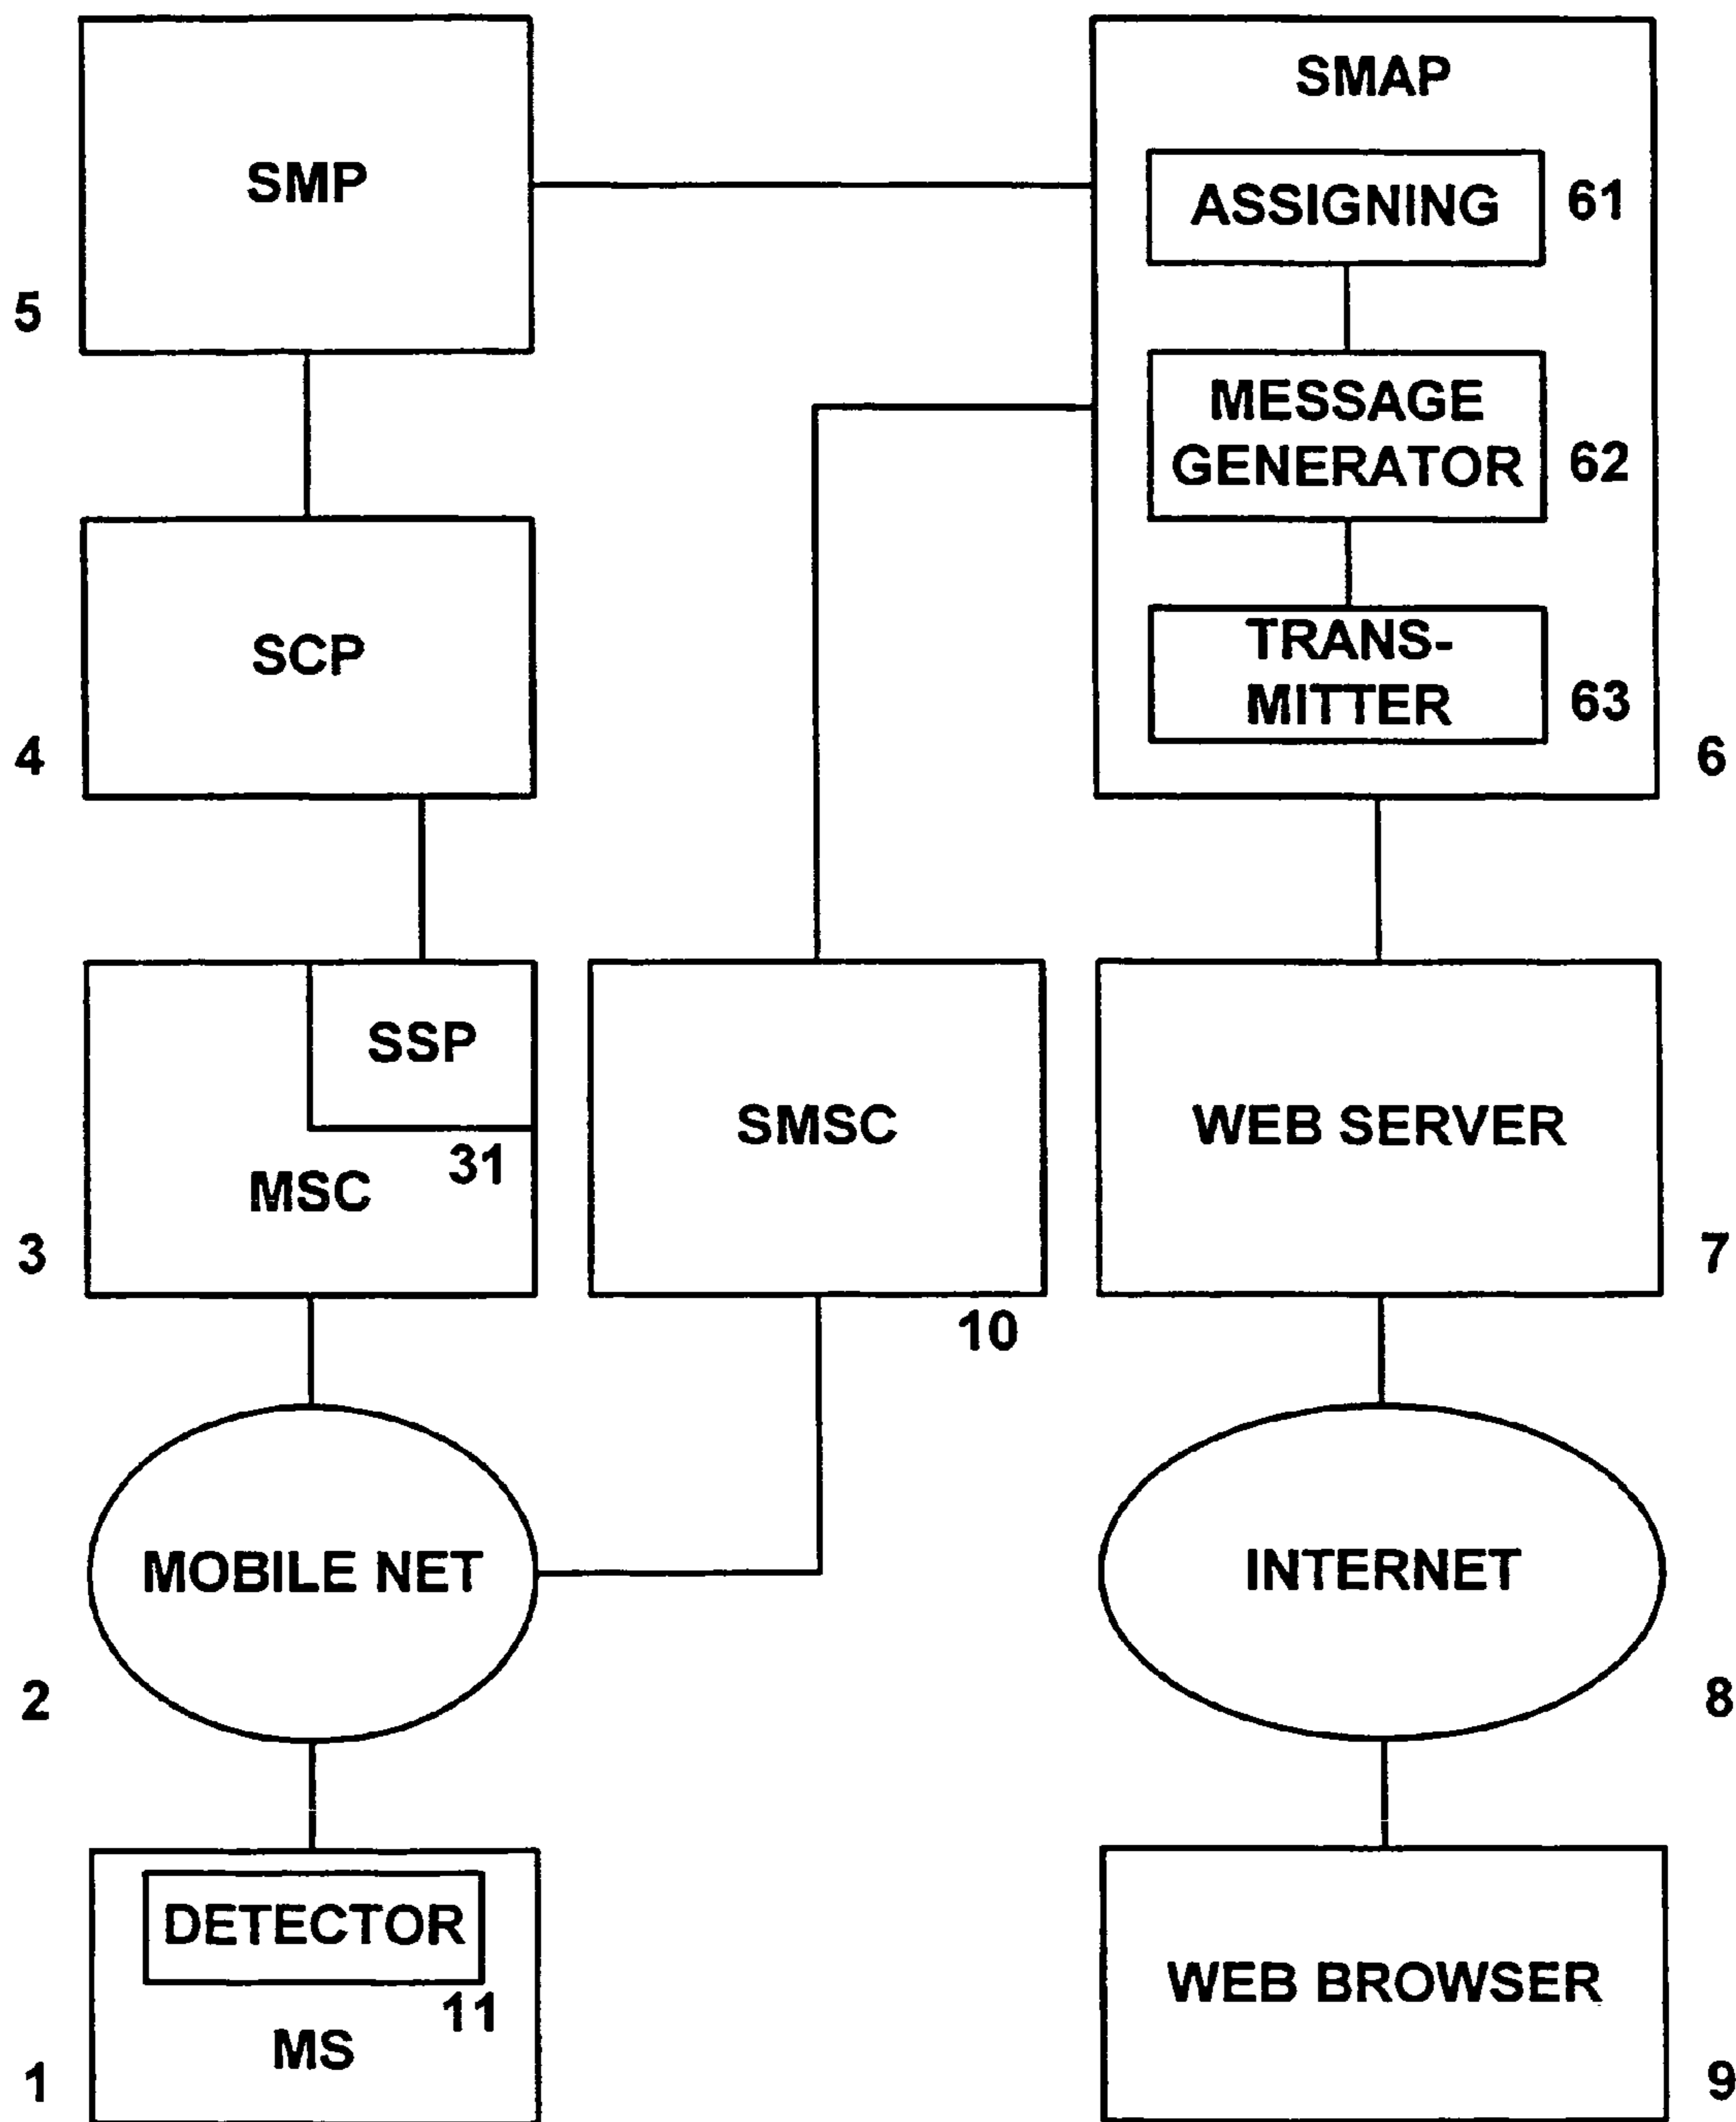 SMP
5
SMAP
ASSIGNING
61
MESSAGE
GENERATOR
62
TRANS-
MITTER
63
6
SCP
4
SSP
31
MSC
3
SMSC
10
WEB SERVER
7
MOBILE NET
2
INTERNET
8
DETECTOR
11
MS
1
WEB BROWSER
9